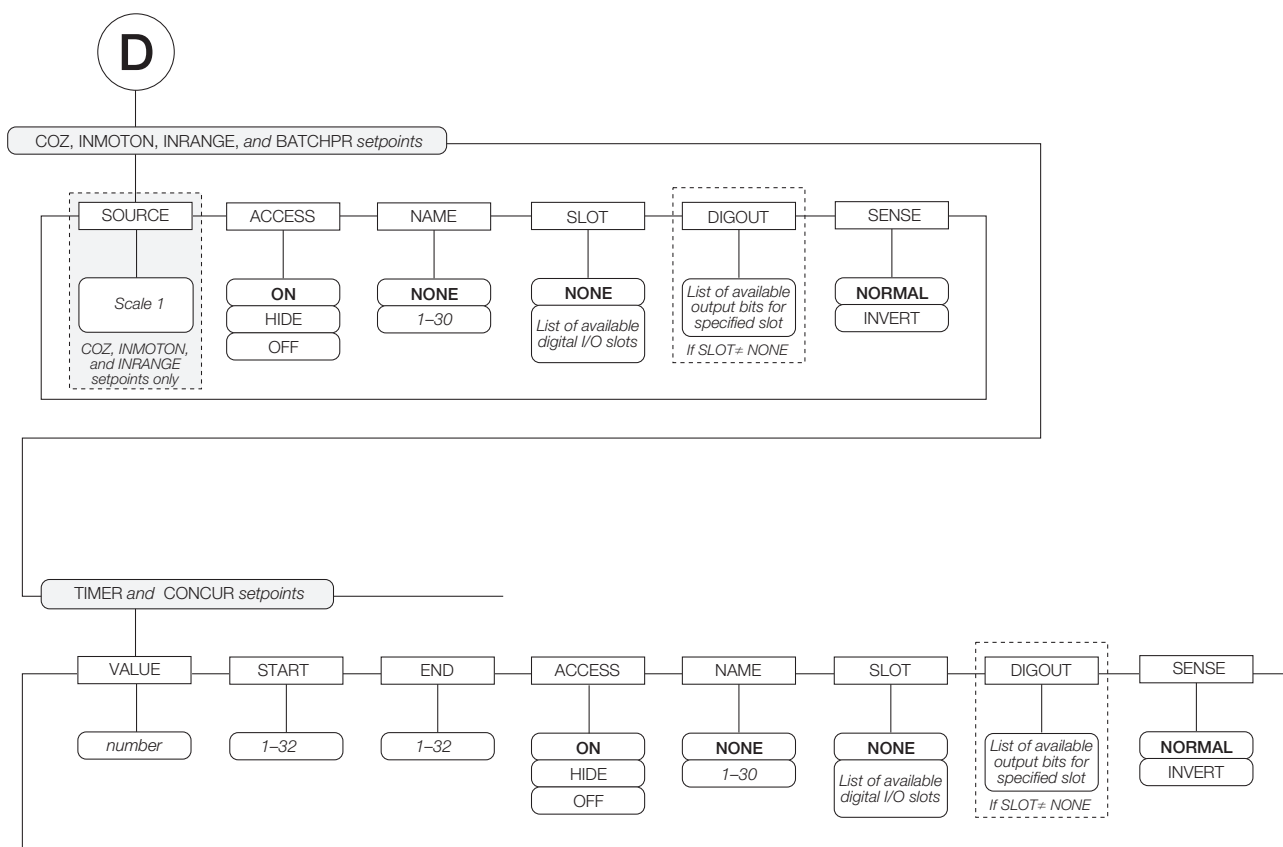 D
COZ, INMOTON, INRANGE, and BATCHPR setpoints
SOURCE
ACCESS
NAME
SLOT
DIGOUT
SENSE
Scale 1
COZ, INMOTON,
and INRANGE
setpoints only
ON
HIDE
OFF
NONE
1–30
NONE
List of available
digital I/O slots
List of available
output bits for
specified slot
If SLOT≠ NONE
NORMAL
INVERT
TIMER and CONCUR setpoints
VALUE
START
END
ACCESS
NAME
SLOT
DIGOUT
SENSE
number
1–32
1–32
ON
HIDE
OFF
NONE
1–30
NONE
List of available
digital I/O slots
List of available
output bits for
specified slot
If SLOT≠ NONE
NORMAL
INVERT